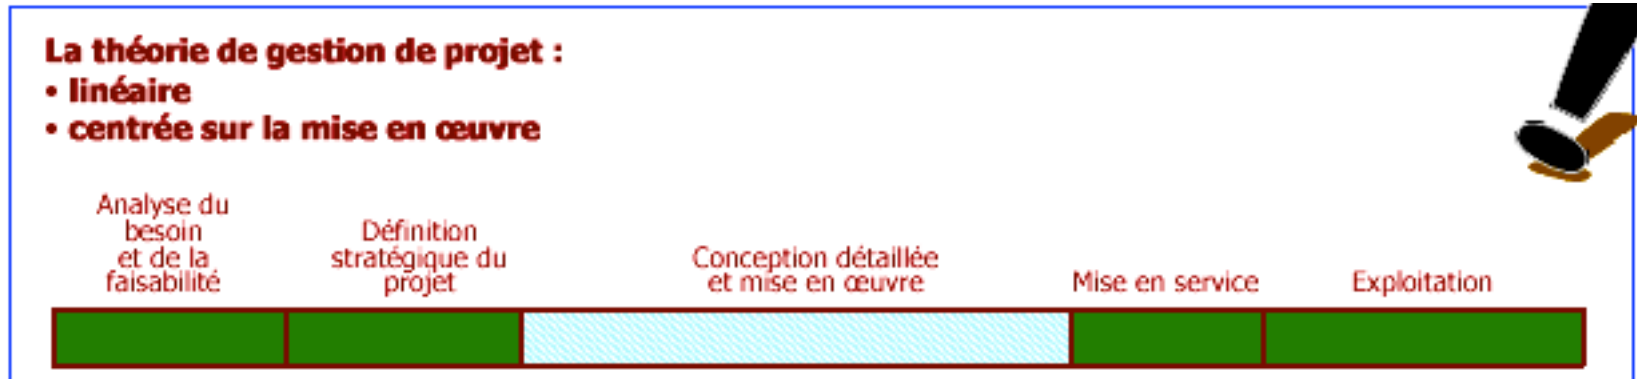 La théorie de gestion de projet :
• linéaire
• centrée sur la mise en œuvre
Analyse du
besoin
et de la
faisabilité
Définition
stratégique du
projet
Conception détaillée
et mise en œuvre
Mise en service
Exploitation